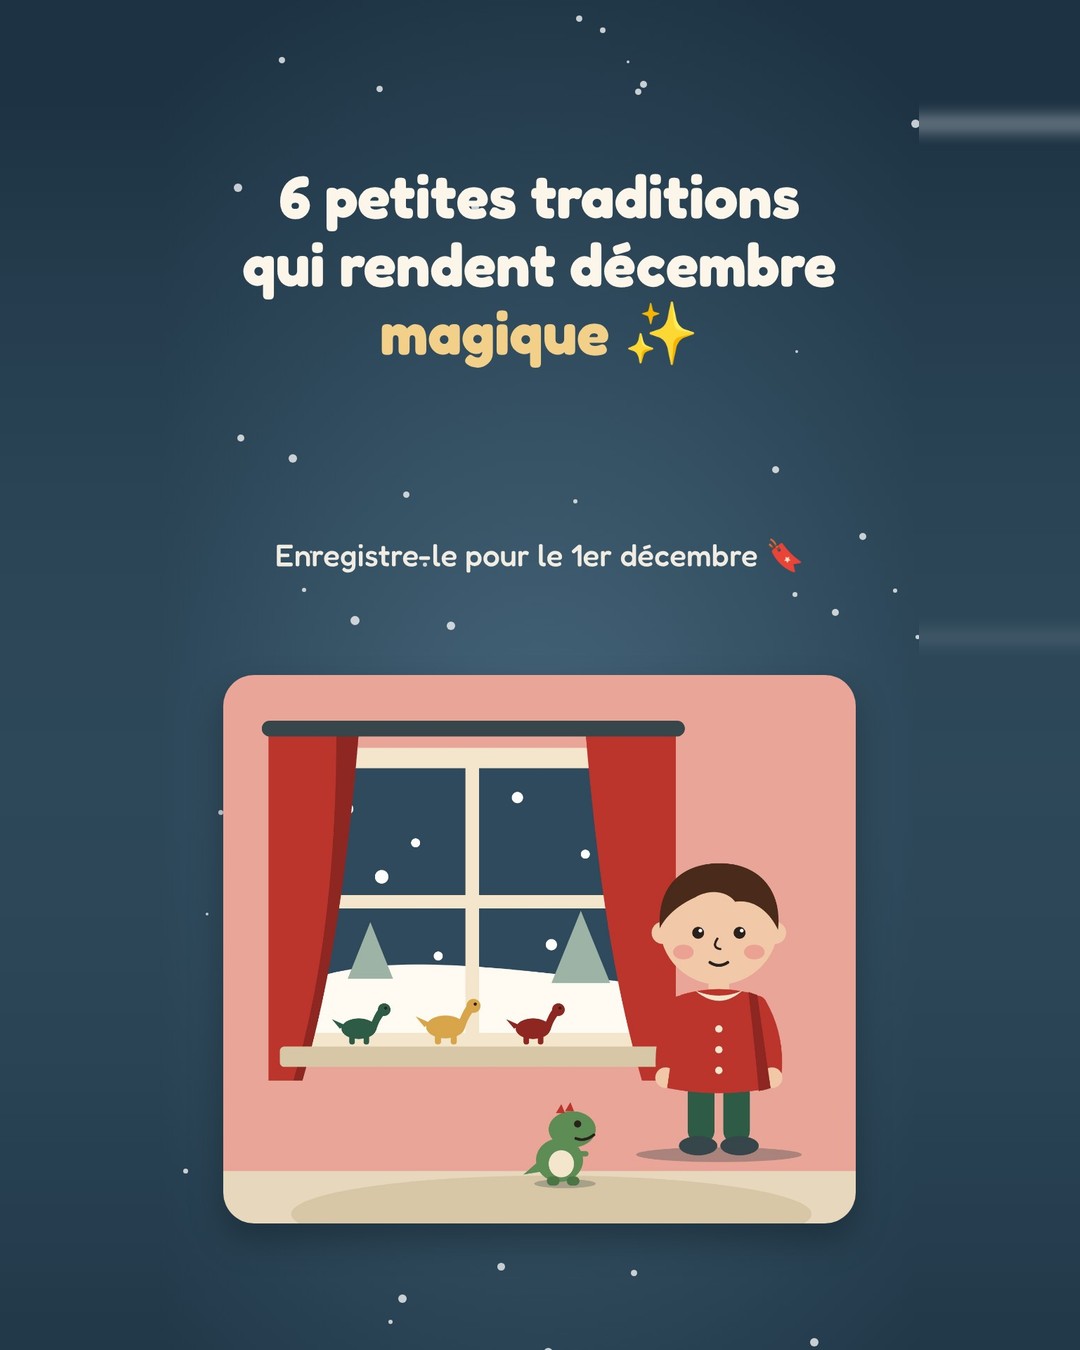 6 petites traditions
qui rendent décembre
magique ✨
Enregistre-le pour le 1er décembre 🔖